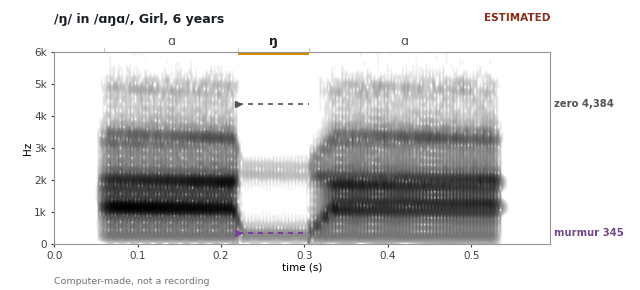 /ŋ/ in /ɑŋɑ/, Girl, 6 years
ESTIMATED
ɑ ŋ ɑ
6k
5k
4k
3k
2k
1k
0
Hz
zero 4,384
murmur 345
0.0 0.1 0.2 0.3 0.4 0.5
time (s)
Computer-made, not a recording